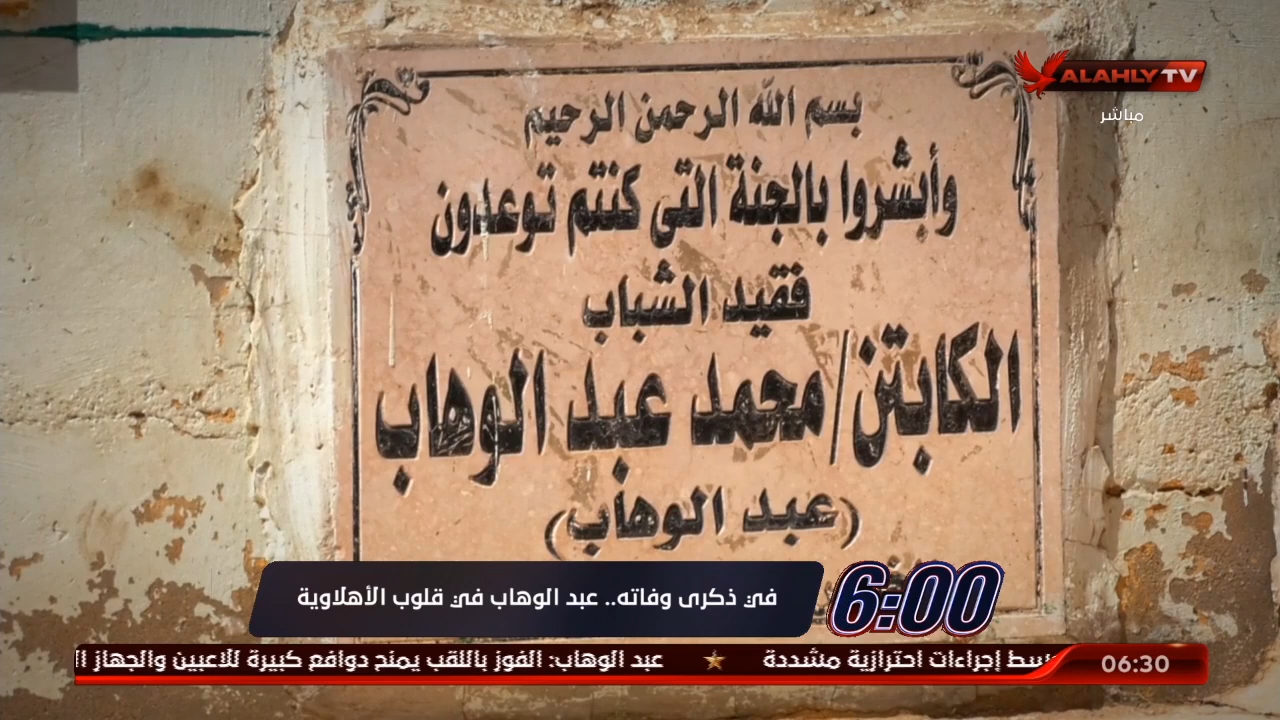 ALAHLY TV
مباشر
بسم الله الرحمن الرحيم
وأبشروا بالجنة التى كنتم توعدون
فقيد الشباب
الكابتن/محمد عبد الوهاب
(عبد الوهاب)
في ذكرى وفاته.. عبد الوهاب في قلوب الأهلاوية
6:00
وسط إجراءات احترازية مشددة ★ عبد الوهاب: الفوز باللقب يمنح دوافع كبيرة للاعبين والجهاز
06:30